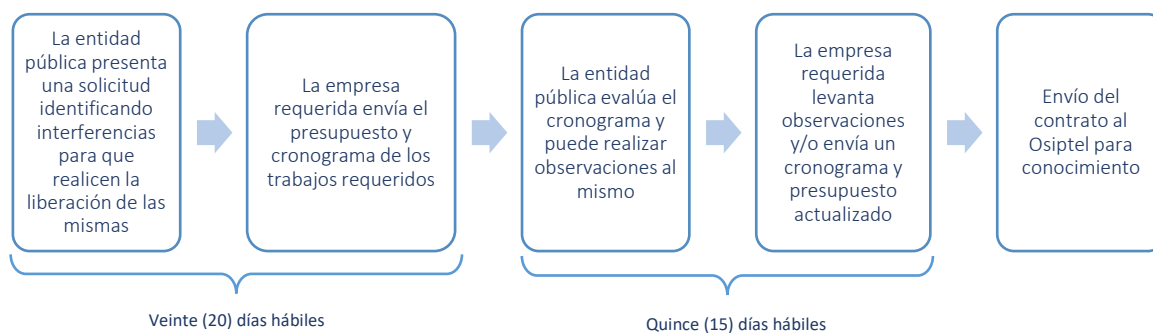 La entidad
pública presenta
una solicitud
identificando
interferencias
para que
realicen la
liberación de las
mismas
La empresa
requerida envía el
presupuesto y
cronograma de los
trabajos requeridos
La entidad
pública evalúa el
cronograma y
puede realizar
observaciones al
mismo
La empresa
requerida
levanta
observaciones
y/o envía un
cronograma y
presupuesto
actualizado
Envío del
contrato al
Osiptel para
conocimiento
Veinte (20) días hábiles
Quince (15) días hábiles